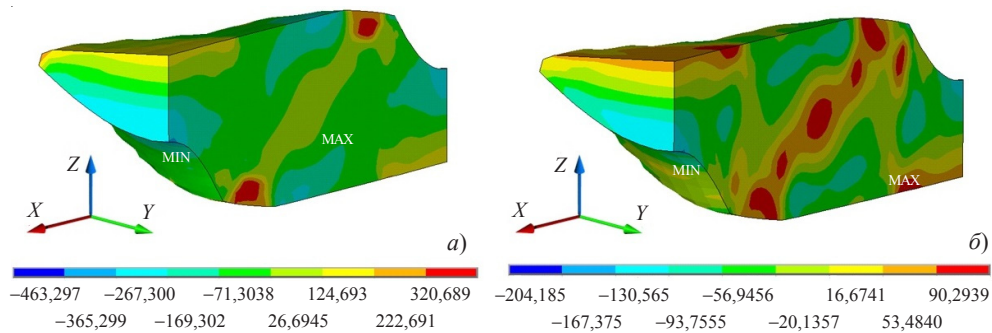 MAX
MIN
Z
X
Y
а)
−463,297 −267,300 −71,3038 124,693 320,689
−365,299 −169,302 26,6945 222,691
MIN
MAX
Z
X
Y
б)
−204,185 −130,565 −56,9456 16,6741 90,2939
−167,375 −93,7555 −20,1357 53,4840